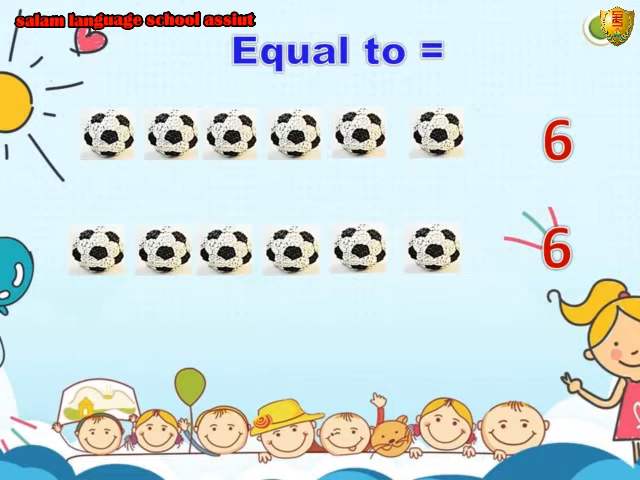 salam language school assiut
Equal to =
6
6